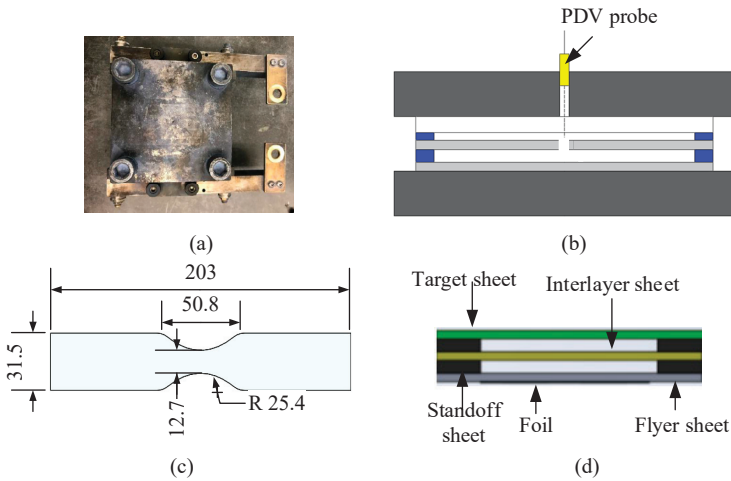 PDV probe
(a)
(b)
203
50.8
31.5
12.7
R 25.4
(c)
Target sheet
Interlayer sheet
Standoff
sheet
Foil
Flyer sheet
(d)